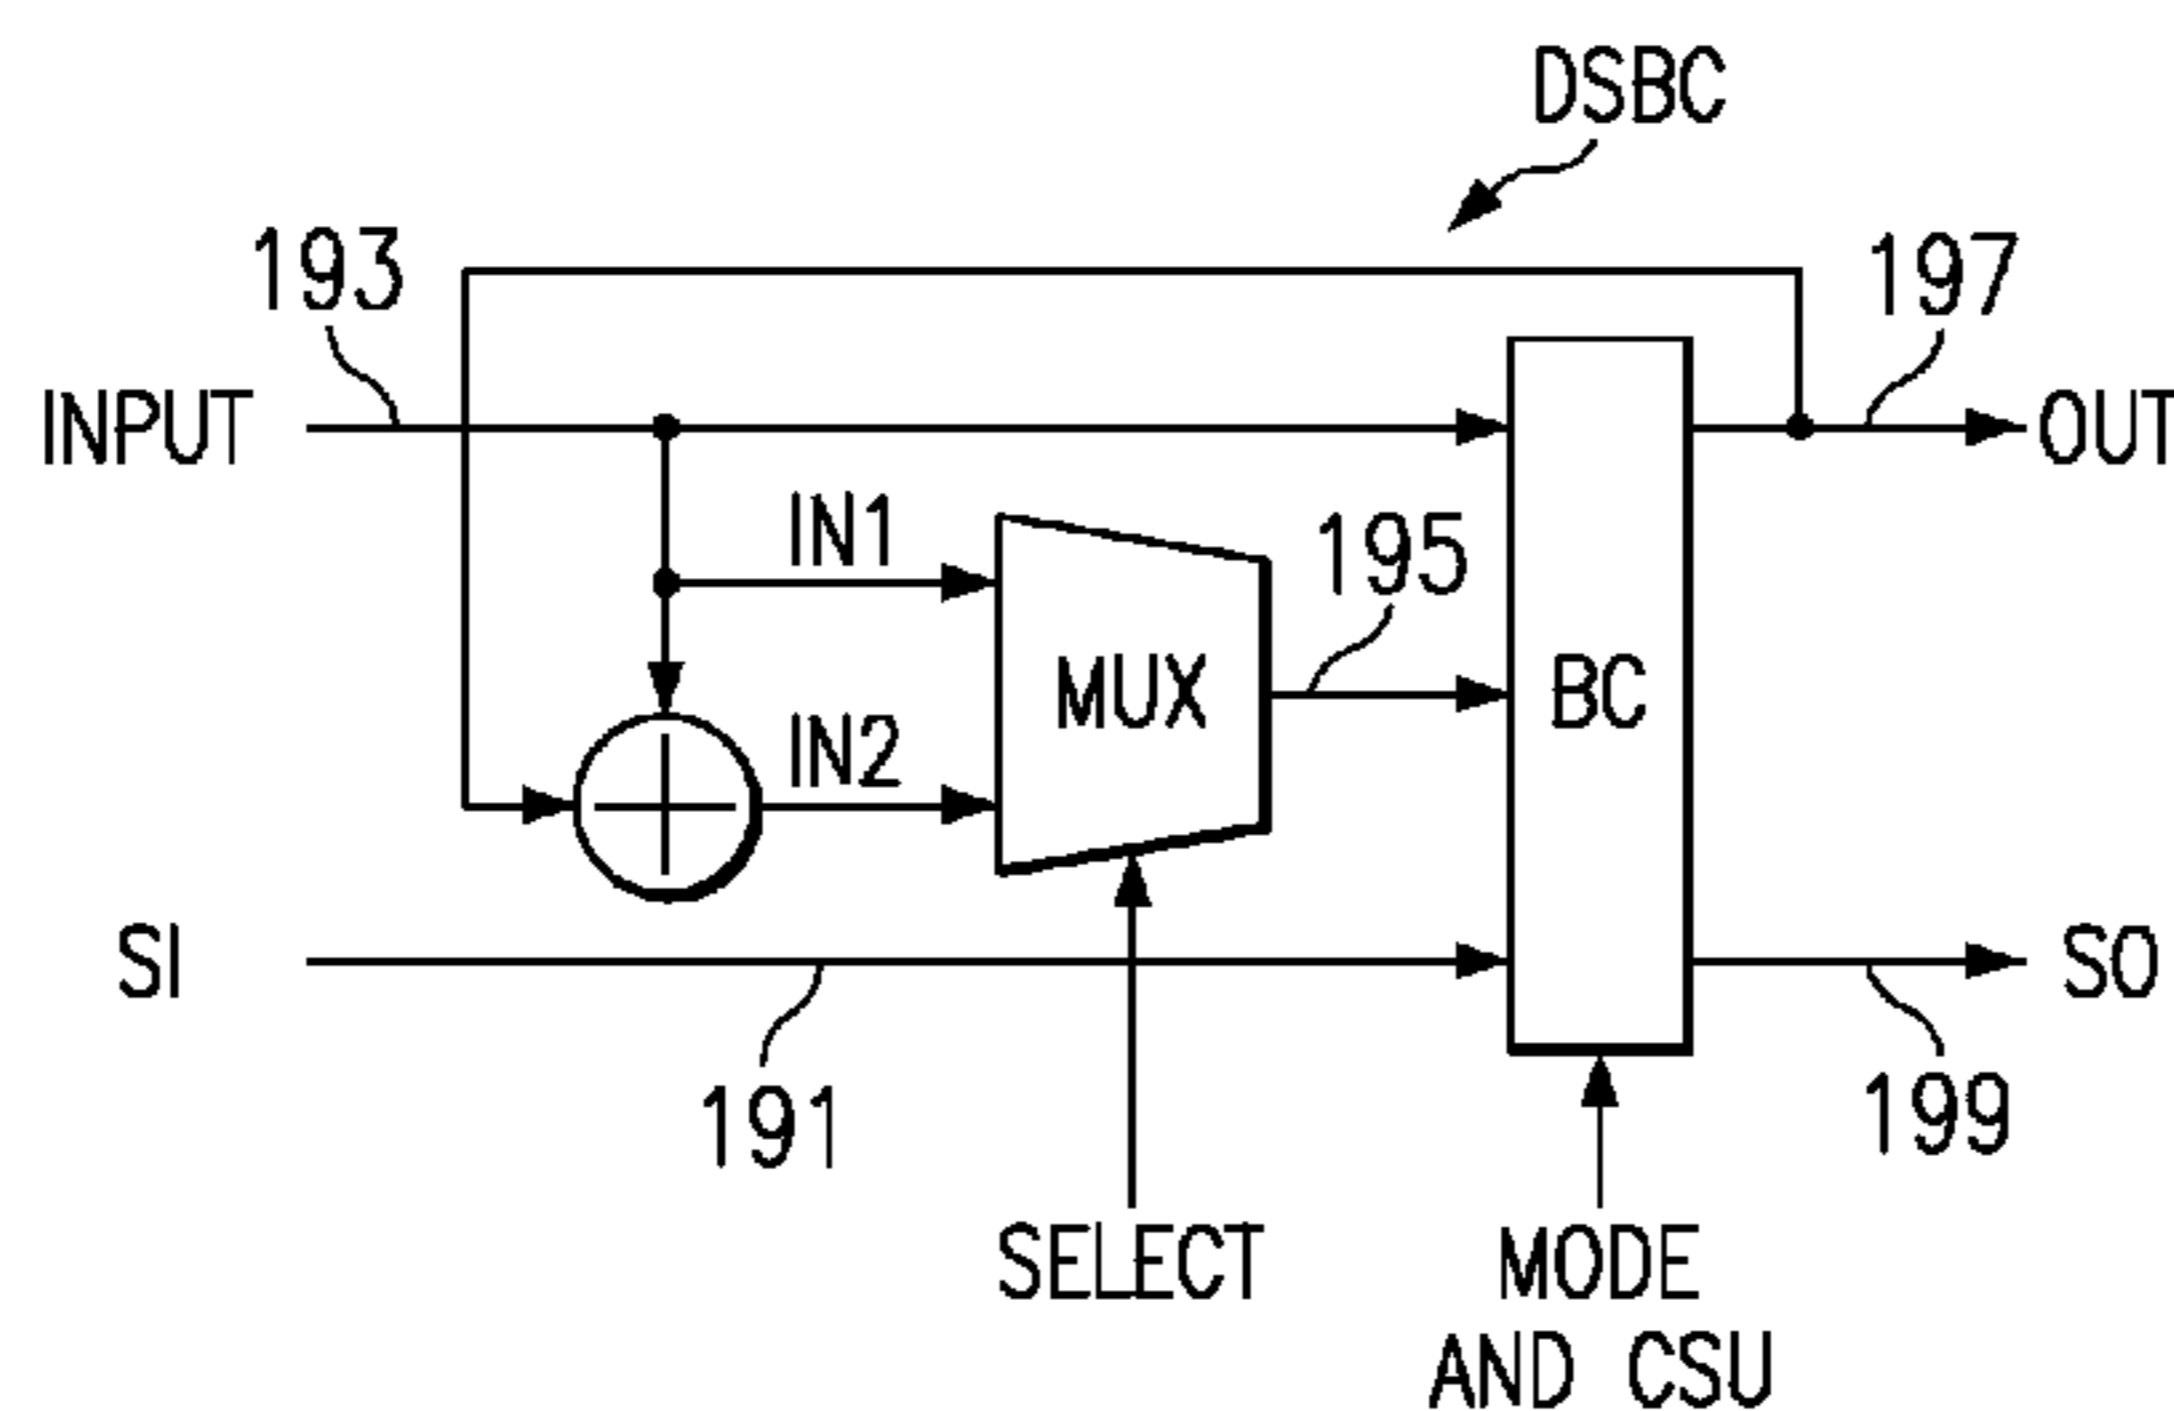 DSBC
193
197
INPUT
OUT
IN1
195
MUX
BC
IN2
SI
SO
191
199
SELECT
MODE
AND CSU